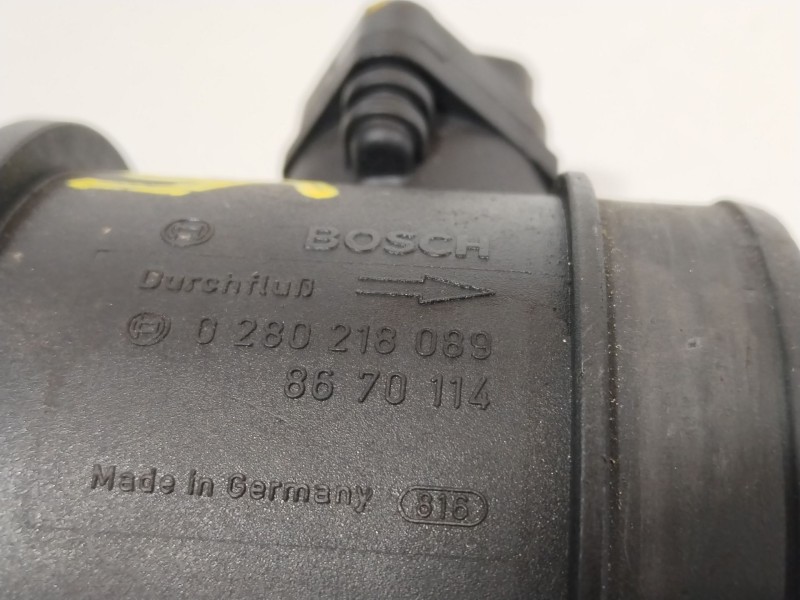 BOSCH
Durchfluß
0 280 218 089
86 70 114
Made in Germany 816